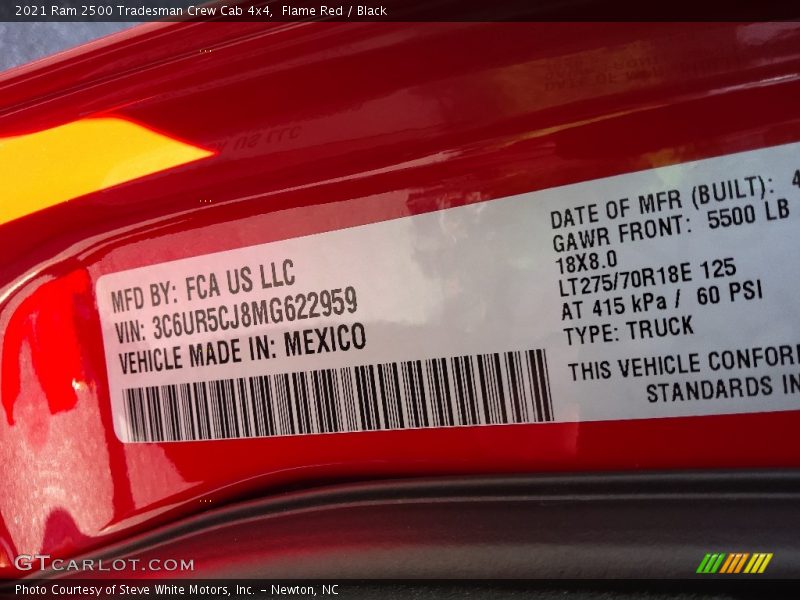 2021 Ram 2500 Tradesman Crew Cab 4x4,  Flame Red / Black
MFD BY: FCA US LLC
VIN: 3C6UR5CJ8MG622959
VEHICLE MADE IN: MEXICO
DATE OF MFR (BUILT): 4
GAWR FRONT: 5500 LB
18X8.0
LT275/70R18E 125
AT 415 kPa / 60 PSI
TYPE: TRUCK
THIS VEHICLE CONFOR
STANDARDS IN
GTCARLOT.COM
Photo Courtesy of Steve White Motors, Inc. – Newton, NC